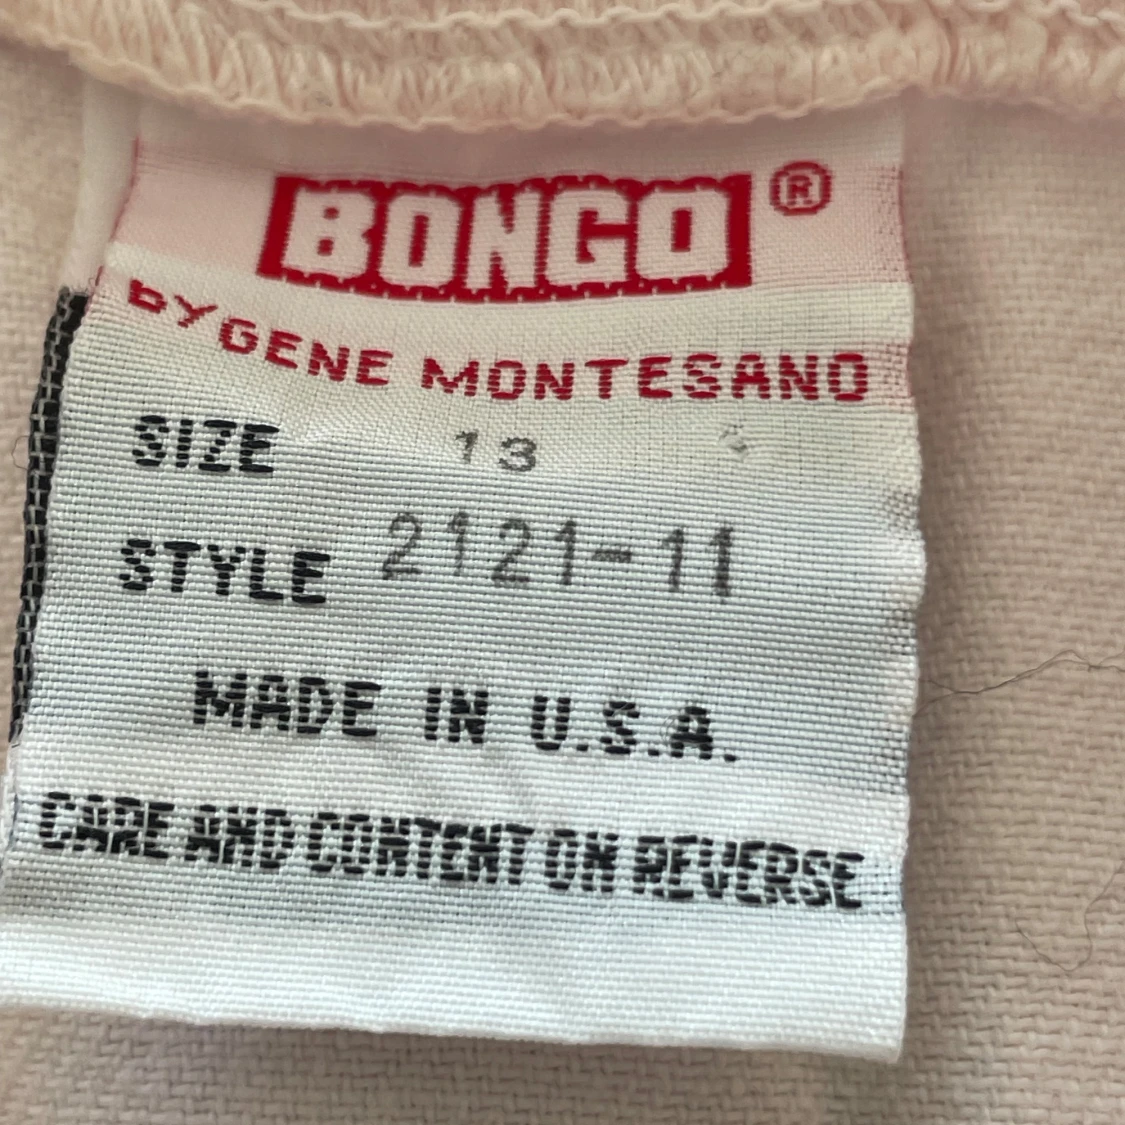 BONGO ®
BY GENE MONTESANO
SIZE 13
STYLE 2121-11
MADE IN U.S.A.
CARE AND CONTENT ON REVERSE